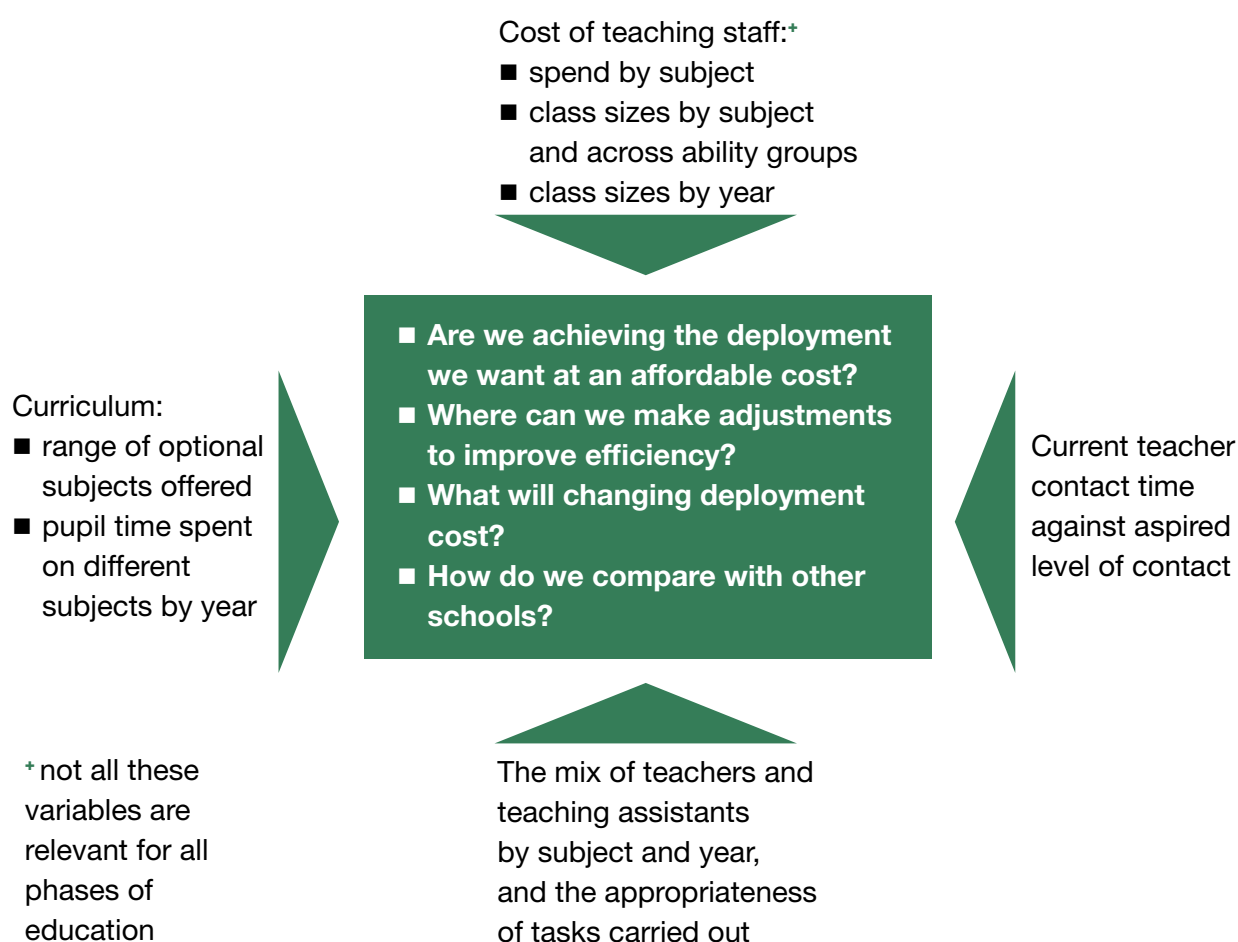 Cost of teaching staff:+
■ spend by subject
■ class sizes by subject
and across ability groups
■ class sizes by year
■ Are we achieving the deployment
we want at an affordable cost?
■ Where can we make adjustments
to improve efficiency?
■ What will changing deployment
cost?
■ How do we compare with other
schools?
Curriculum:
■ range of optional
subjects offered
■ pupil time spent
on different
subjects by year
Current teacher
contact time
against aspired
level of contact
+ not all these
variables are
relevant for all
phases of
education
The mix of teachers and
teaching assistants
by subject and year,
and the appropriateness
of tasks carried out